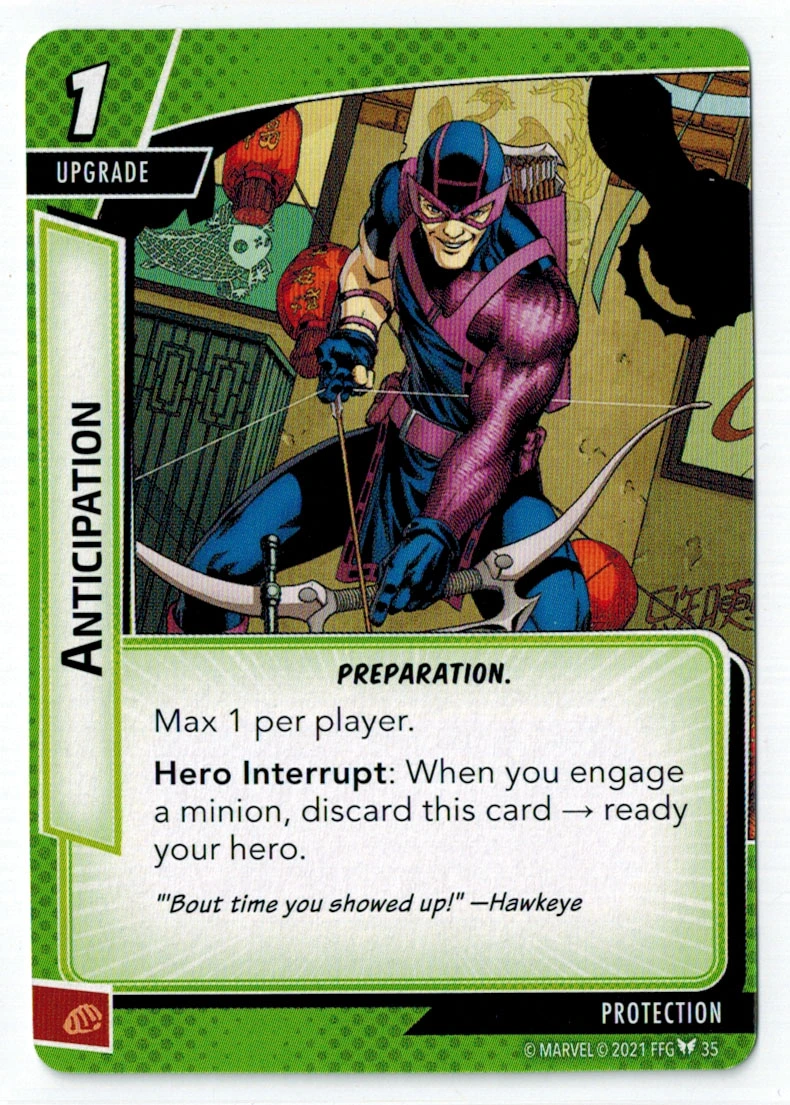 1
UPGRADE
ANTICIPATION
PREPARATION.
Max 1 per player.
Hero Interrupt: When you engage
a minion, discard this card → ready
your hero.
"'Bout time you showed up!" —Hawkeye
PROTECTION
© MARVEL © 2021 FFG 35